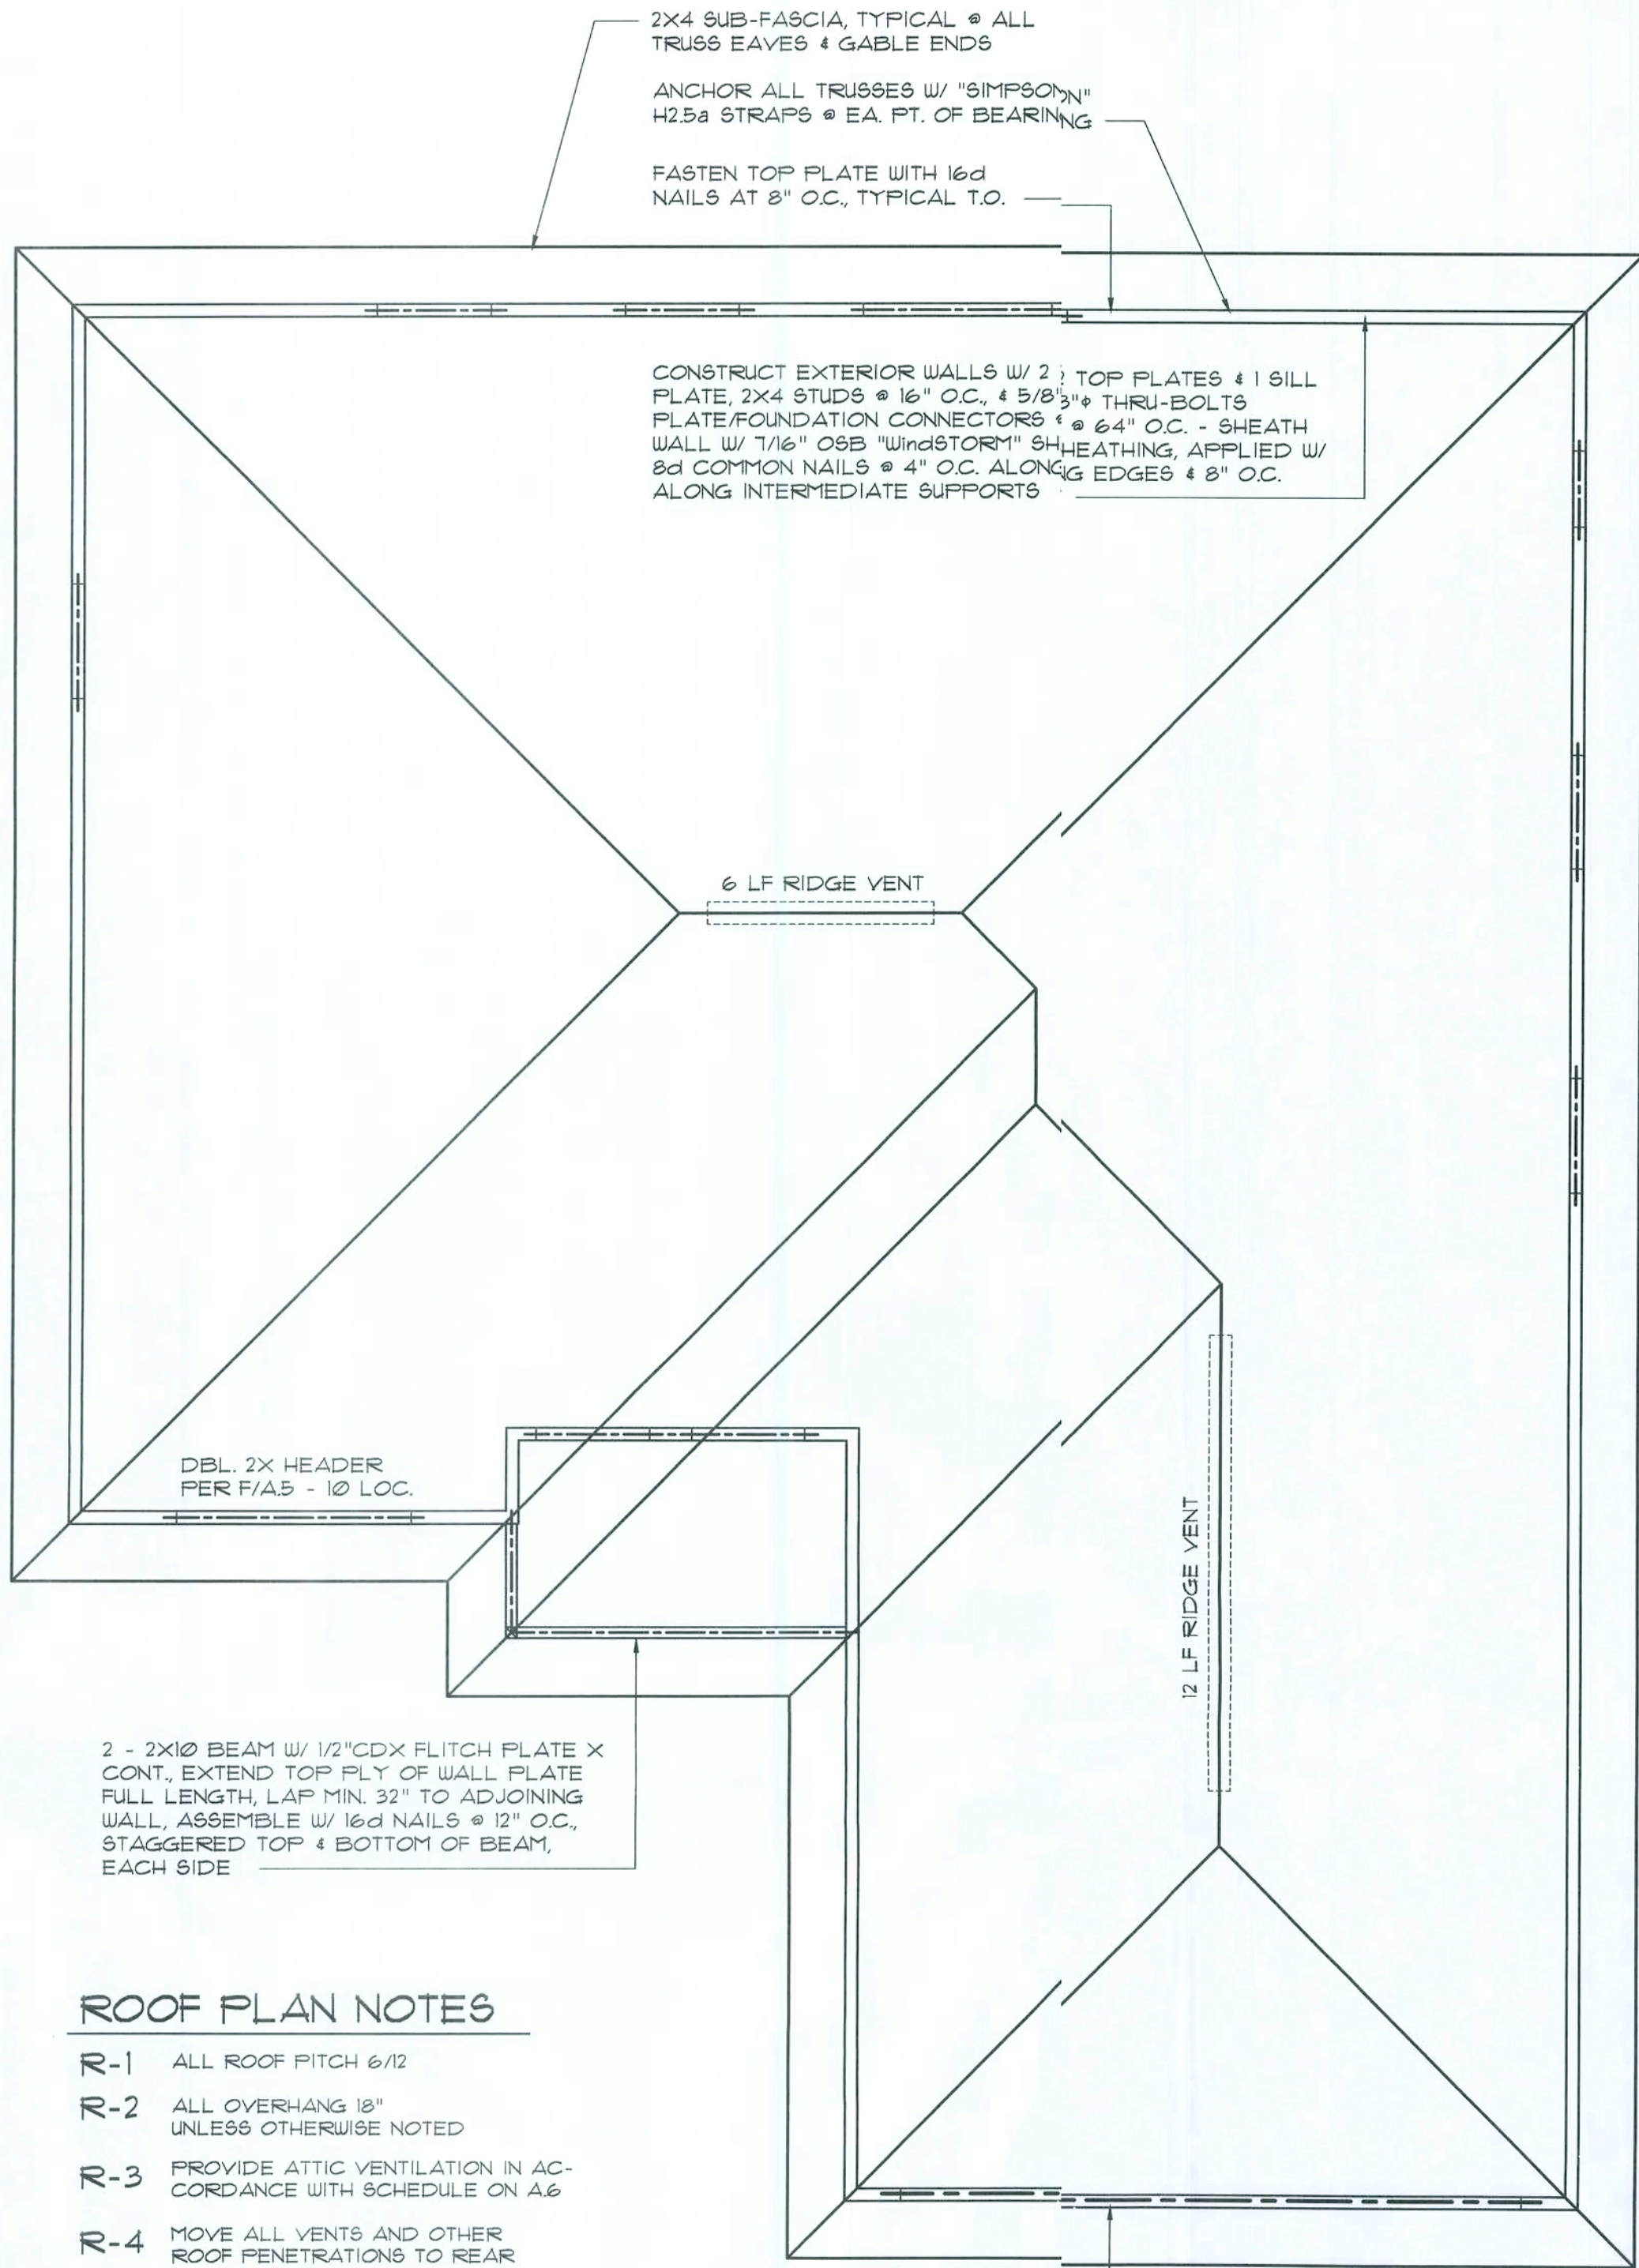 2X4 SUB-FASCIA, TYPICAL @ ALL
TRUSS EAVES & GABLE ENDS
ANCHOR ALL TRUSSES W/ "SIMPSON"
H2.5a STRAPS @ EA. PT. OF BEARING
FASTEN TOP PLATE WITH 16d
NAILS AT 8" O.C., TYPICAL T.O.
CONSTRUCT EXTERIOR WALLS W/ 2 TOP PLATES & 1 SILL
PLATE, 2X4 STUDS @ 16" O.C., & 5/8"φ THRU-BOLTS
PLATE/FOUNDATION CONNECTORS @ 64" O.C. - SHEATH
WALL W/ 7/16" OSB "WindSTORM" SHEATHING, APPLIED W/
8d COMMON NAILS @ 4" O.C. ALONG EDGES & 8" O.C.
ALONG INTERMEDIATE SUPPORTS
6 LF RIDGE VENT
DBL. 2X HEADER
PER F/A.5 - 10 LOC.
12 LF RIDGE VENT
2 - 2X10 BEAM W/ 1/2"CDX FLITCH PLATE X
CONT., EXTEND TOP PLY OF WALL PLATE
FULL LENGTH, LAP MIN. 32" TO ADJOINING
WALL, ASSEMBLE W/ 16d NAILS @ 12" O.C.,
STAGGERED TOP & BOTTOM OF BEAM,
EACH SIDE
ROOF PLAN NOTES
R-1 ALL ROOF PITCH 6/12
R-2 ALL OVERHANG 18"
UNLESS OTHERWISE NOTED
R-3 PROVIDE ATTIC VENTILATION IN AC-
CORDANCE WITH SCHEDULE ON A.6
R-4 MOVE ALL VENTS AND OTHER
ROOF PENETRATIONS TO REAR